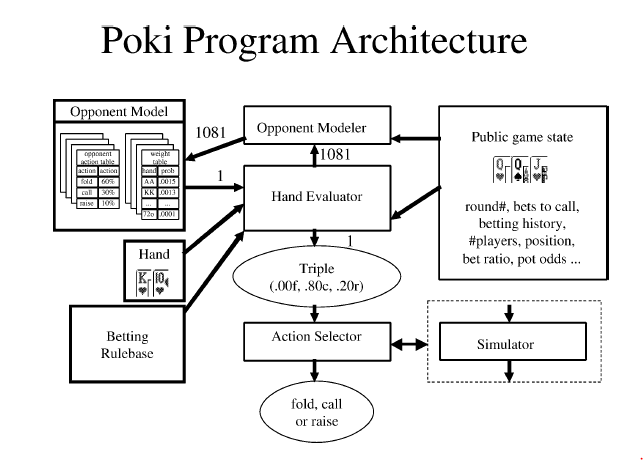 Poki Program Architecture
Opponent Model
opponent
action table
action action
fold 60%
call 30%
raise 10%
weight
table
hand prob
AA .0015
KK .0013
... ...
72o .0001
1081
Opponent Modeler
1081
1
Hand Evaluator
Public game state
Q Q J
round#, bets to call,
betting history,
#players, position,
bet ratio, pot odds ...
Hand
K 10
Betting
Rulebase
1
Triple
(.00f, .80c, .20r)
Action Selector
Simulator
fold, call
or raise